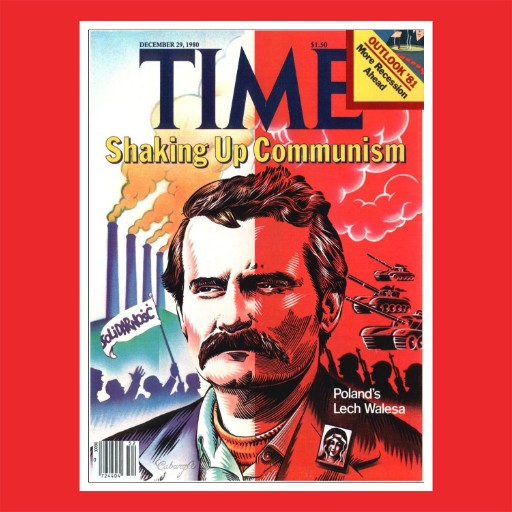 DECEMBER 29, 1980
$1.50
TIME
OUTLOOK '81
More Recession
Ahead
Shaking Up Communism
SOLIDARNOŚĆ
Poland's
Lech Walesa